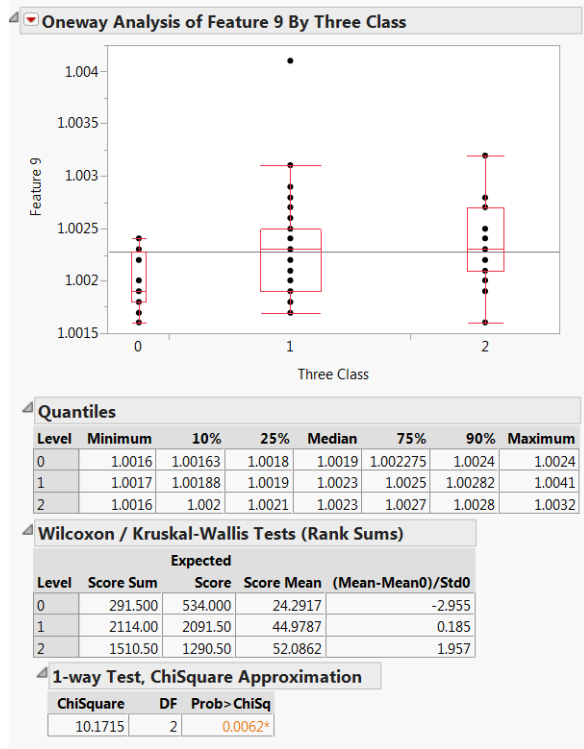 Oneway Analysis of Feature 9 By Three Class
1.004
1.0035
1.003
1.0025
1.002
1.0015
Feature 9
0 1 2
Three Class
Quantiles
Level Minimum 10% 25% Median 75% 90% Maximum
0 1.0016 1.00163 1.0018 1.0019 1.002275 1.0024 1.0024
1 1.0017 1.00188 1.0019 1.0023 1.0025 1.00282 1.0041
2 1.0016 1.002 1.0021 1.0023 1.0027 1.0028 1.0032
Wilcoxon / Kruskal-Wallis Tests (Rank Sums)
Expected
Level Score Sum Score Score Mean (Mean-Mean0)/Std0
0 291.500 534.000 24.2917 -2.955
1 2114.00 2091.50 44.9787 0.185
2 1510.50 1290.50 52.0862 1.957
1-way Test, ChiSquare Approximation
ChiSquare DF Prob>ChiSq
10.1715 2 0.0062*